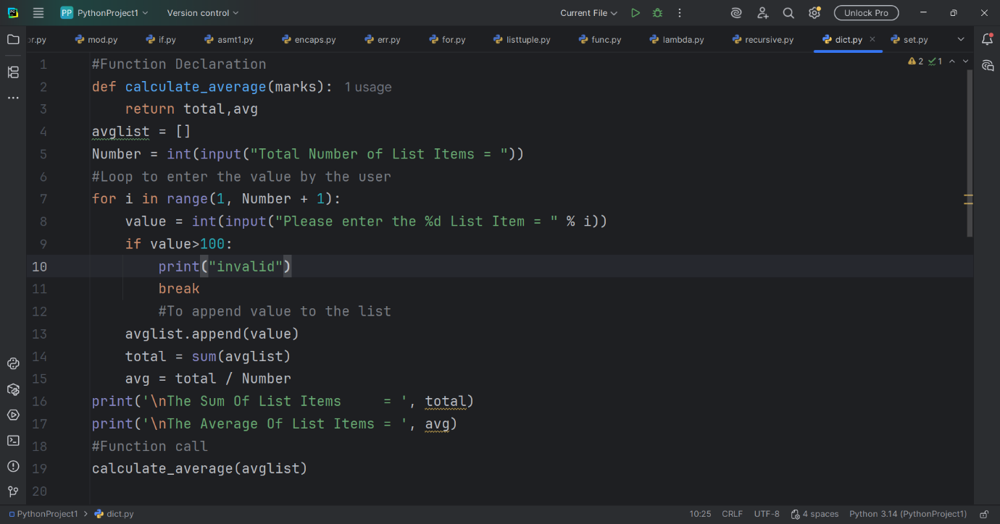 PP PythonProject1 Version control Current File Unlock Pro
or.py mod.py if.py asmt1.py encaps.py err.py for.py listtuple.py func.py lambda.py recursive.py dict.py set.py
2 1
1 #Function Declaration
2 def calculate_average(marks): 1 usage
3 return total,avg
4 avglist = []
5 Number = int(input("Total Number of List Items = "))
6 #Loop to enter the value by the user
7 for i in range(1, Number + 1):
8 value = int(input("Please enter the %d List Item = " % i))
9 if value>100:
10 print("invalid")
11 break
12 #To append value to the list
13 avglist.append(value)
14 total = sum(avglist)
15 avg = total / Number
16 print('\nThe Sum Of List Items     = ', total)
17 print('\nThe Average Of List Items = ', avg)
18 #Function call
19 calculate_average(avglist)
20
PythonProject1 > dict.py 10:25 CRLF UTF-8 4 spaces Python 3.14 (PythonProject1)